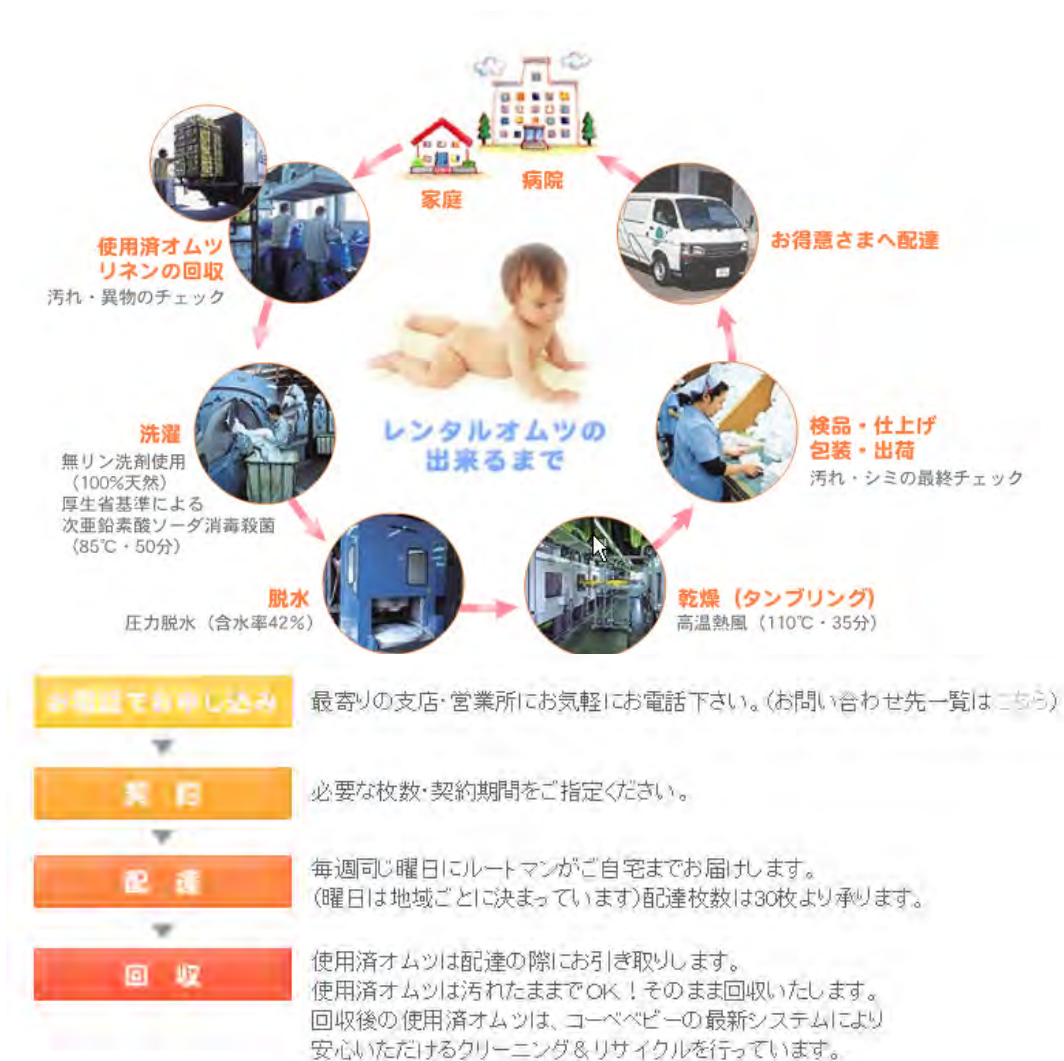 病院
家庭
使用済オムツ
リネンの回収
汚れ・異物のチェック
お得意さまへ配達
洗濯
無リン洗剤使用
（100%天然）
厚生省基準による
次亜鉛素酸ソーダ消毒殺菌
（85℃・50分）
レンタルオムツの
出来るまで
検品・仕上げ
包装・出荷
汚れ・シミの最終チェック
脱水
圧力脱水（含水率42%）
乾燥（タンブリング）
高温熱風（110℃・35分）
お電話でお申し込み
最寄りの支店・営業所にお気軽にお電話下さい。（お問い合わせ先一覧はこちら）
契 約
必要な枚数・契約期間をご指定ください。
配 達
毎週同じ曜日にルートマンがご自宅までお届けします。
（曜日は地域ごとに決まっています）配達枚数は30枚より承ります。
回 収
使用済オムツは配達の際にお引き取りします。
使用済オムツは汚れたままでOK！そのまま回収いたします。
回収後の使用済オムツは、コーベベビーの最新システムにより
安心いただけるクリーニング＆リサイクルを行っています。